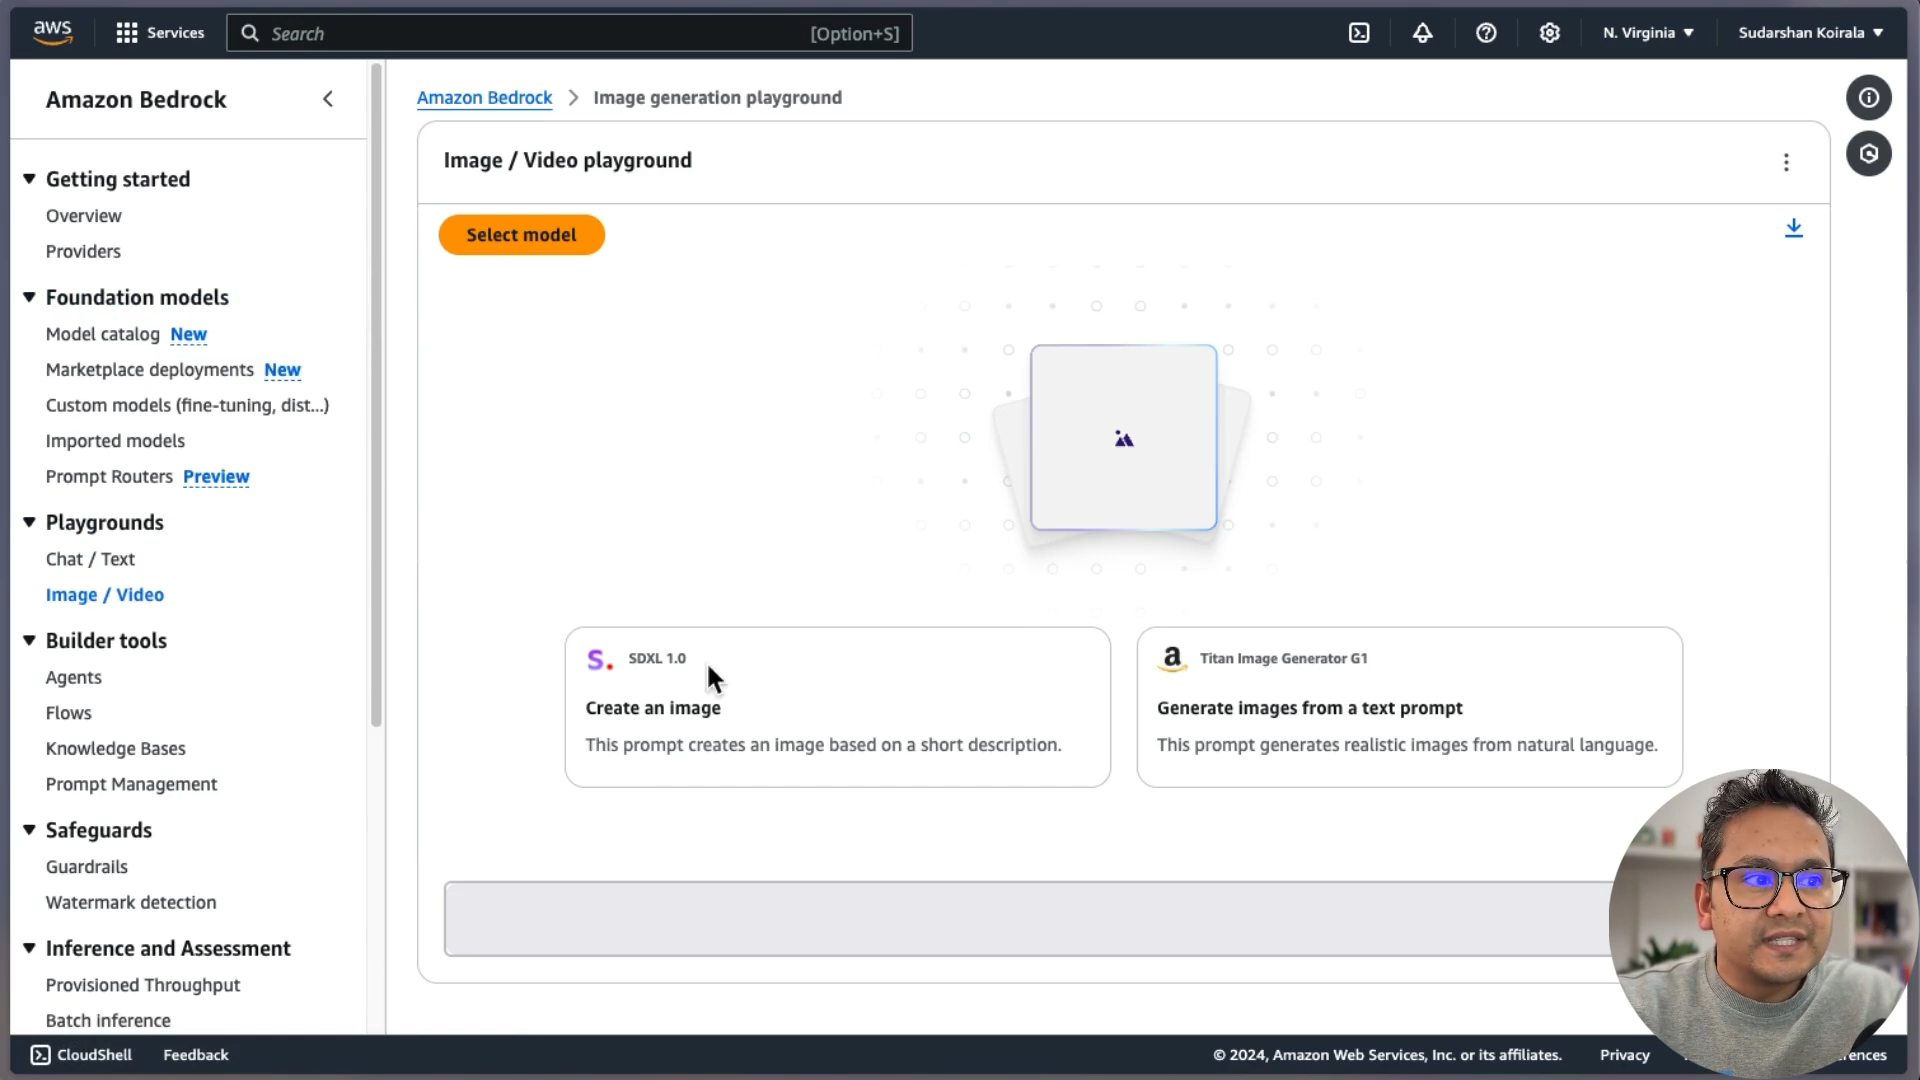 aws
Services
Search
[Option+S]
N. Virginia
Sudarshan Koirala
Amazon Bedrock
Getting started
Overview
Providers
Foundation models
Model catalog New
Marketplace deployments New
Custom models (fine-tuning, dist...)
Imported models
Prompt Routers Preview
Playgrounds
Chat / Text
Image / Video
Builder tools
Agents
Flows
Knowledge Bases
Prompt Management
Safeguards
Guardrails
Watermark detection
Inference and Assessment
Provisioned Throughput
Batch inference
Amazon Bedrock
Image generation playground
Image / Video playground
Select model
S. SDXL 1.0
Create an image
This prompt creates an image based on a short description.
a Titan Image Generator G1
Generate images from a text prompt
This prompt generates realistic images from natural language.
CloudShell
Feedback
© 2024, Amazon Web Services, Inc. or its affiliates.
Privacy